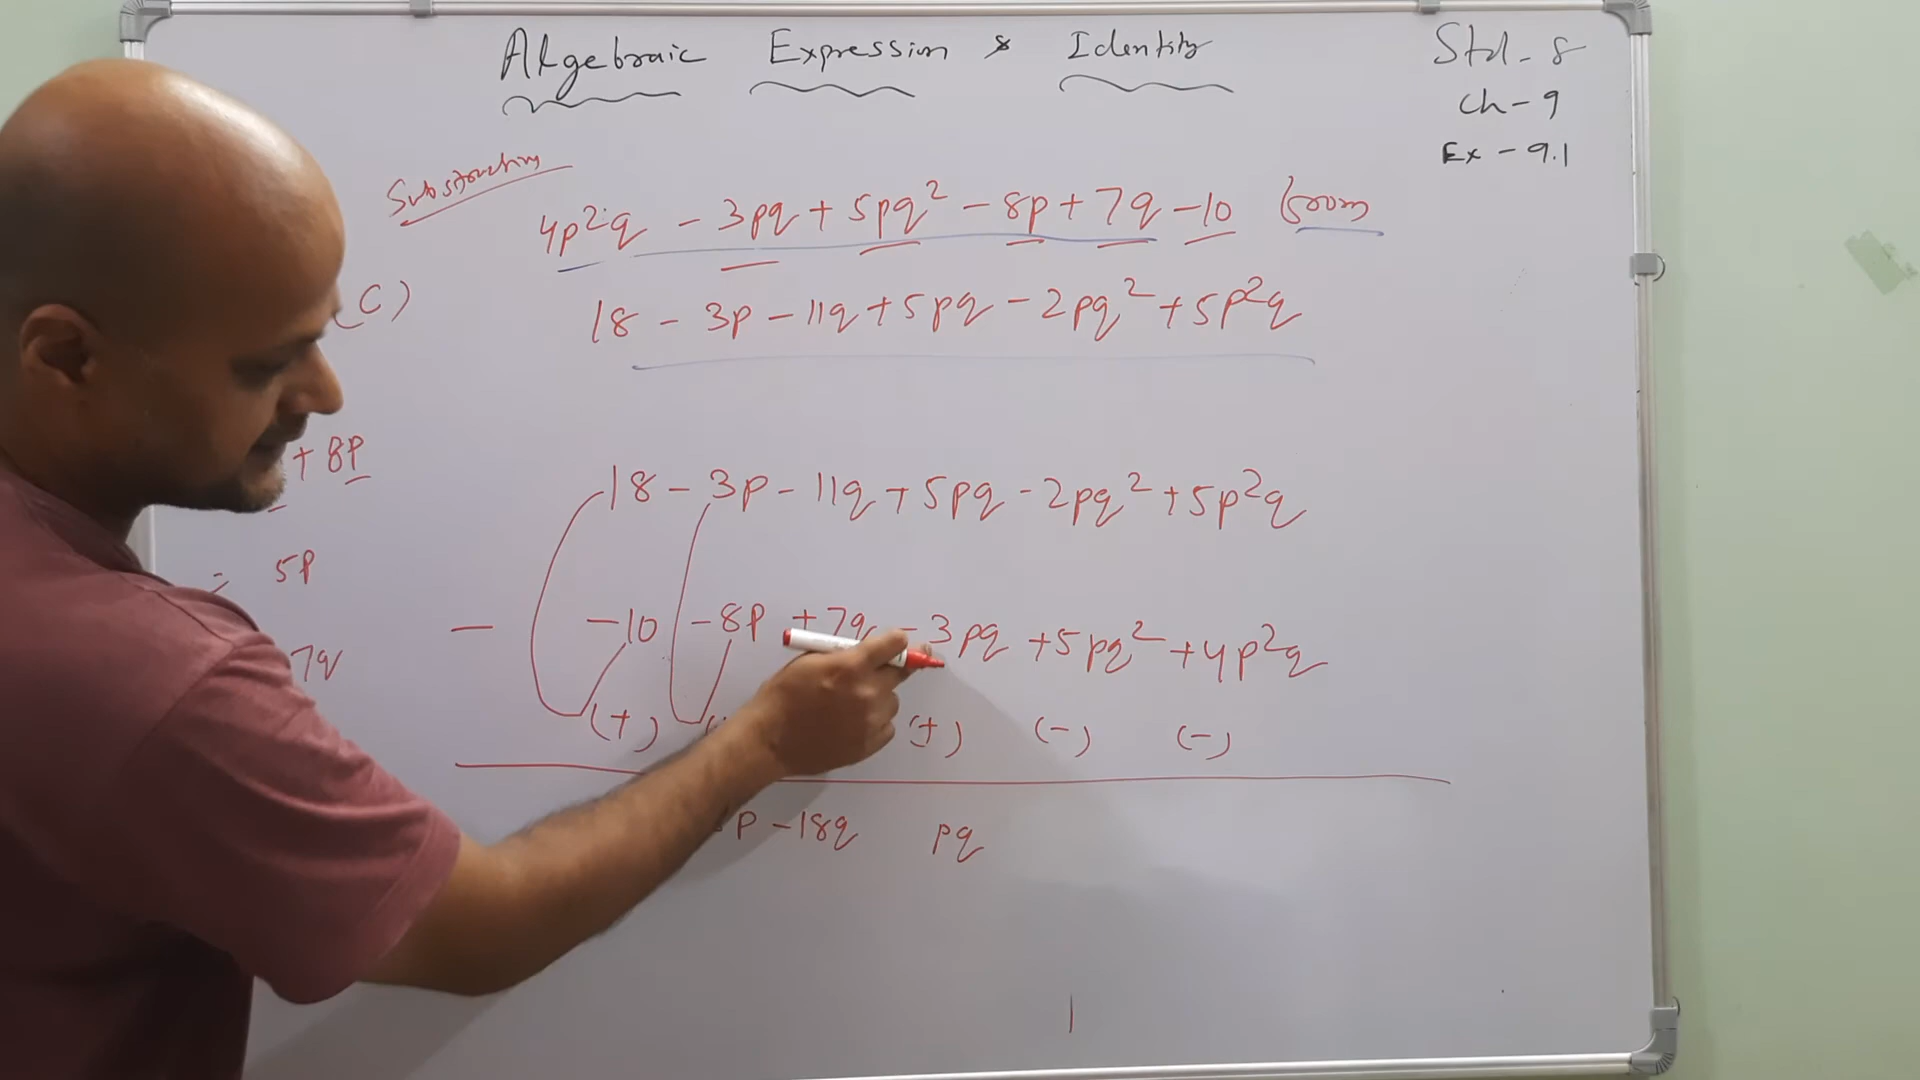 Algebraic Expression & Identity
Std - 8
Ch - 9
Ex - 9.1
4p²q - 3pq + 5pq² - 8p + 7q - 10 from
(C)
18 - 3p - 11q + 5pq - 2pq² + 5p²q
+ 8p
18 - 3p - 11q + 5pq - 2pq² + 5p²q
= 5p
- -10 -8p +7q -3pq +5pq² +4p²q
7q
(+) (+) (-) (-)
p -18q pq